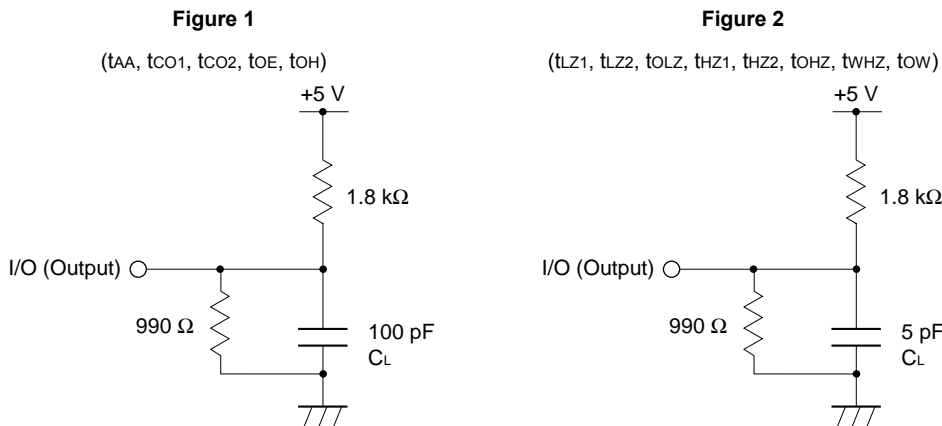 Figure 1
(tAA, tCO1, tCO2, tOE, tOH)
+5 V
1.8 kΩ
I/O (Output)
990 Ω
100 pF
CL
Figure 2
(tLZ1, tLZ2, tOLZ, tHZ1, tHZ2, tOHZ, tWHZ, tOW)
+5 V
1.8 kΩ
I/O (Output)
990 Ω
5 pF
CL